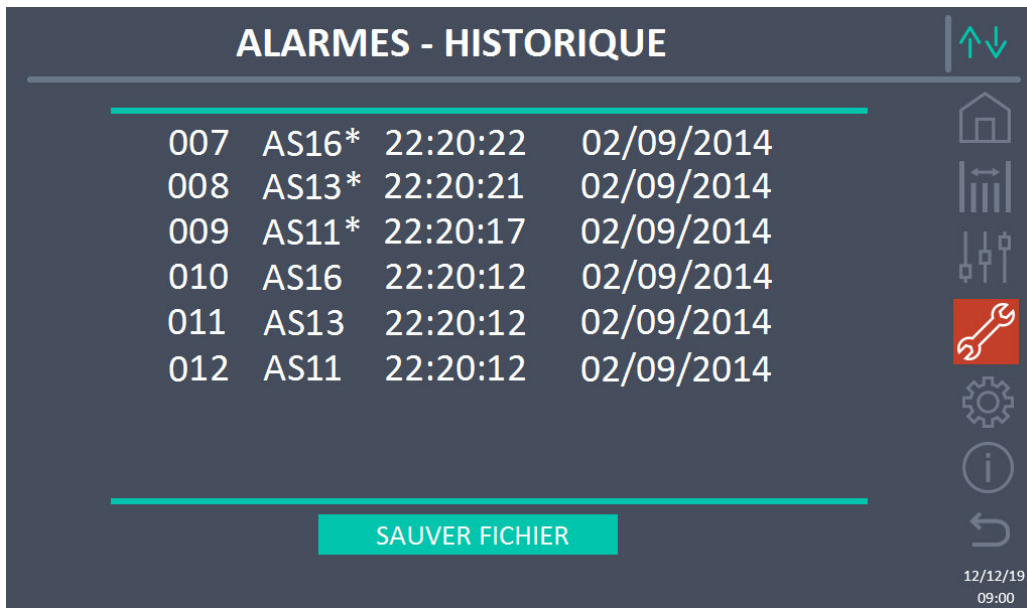 ALARMES - HISTORIQUE
007 AS16* 22:20:22 02/09/2014
008 AS13* 22:20:21 02/09/2014
009 AS11* 22:20:17 02/09/2014
010 AS16 22:20:12 02/09/2014
011 AS13 22:20:12 02/09/2014
012 AS11 22:20:12 02/09/2014
SAUVER FICHIER
12/12/19
09:00